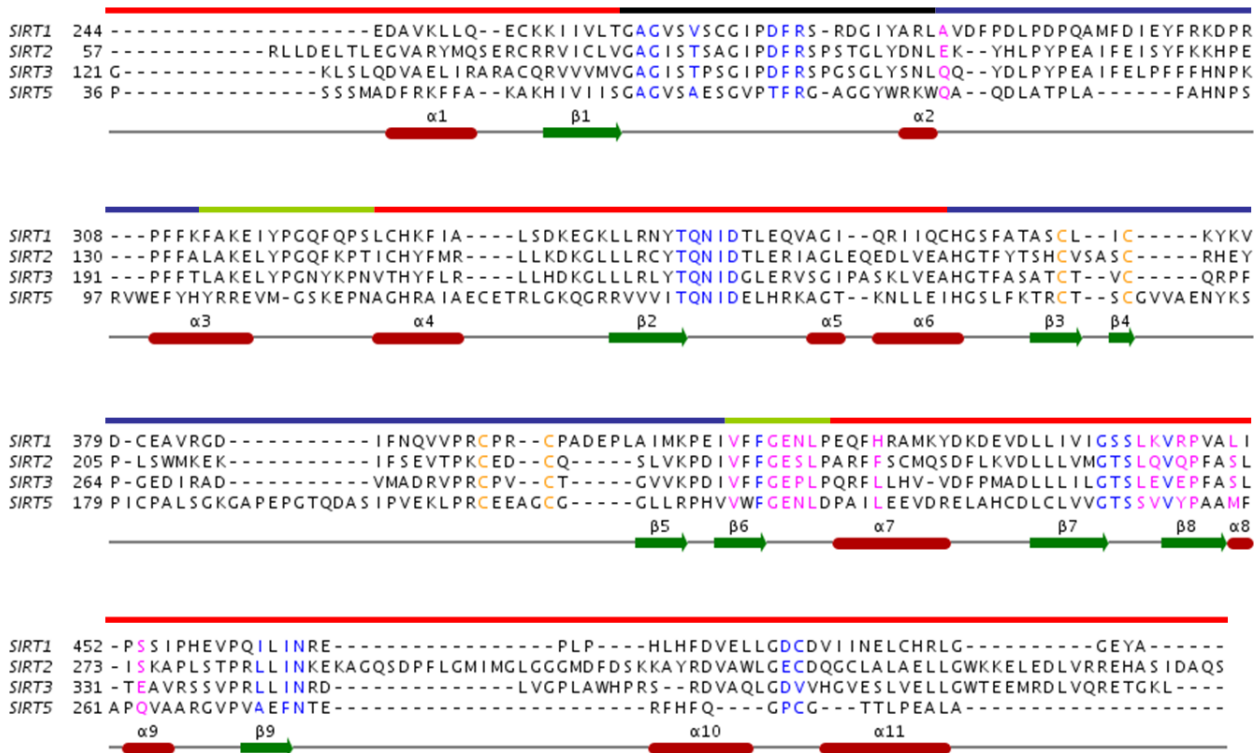 SIRT1 244 ----------------EDAVKLLQ--ECKKIIVLTGAGVSVSCGIPDFRS-RDGIYARLAVDFPDLPDPQAMFDIEYFRKDPR
SIRT2 57 ------------RLLDELTLEGVARYMQSERCRRVICLVGAGISTSAGIPDFRSPSTGLYDNLEK--YHLPYPEAIFEISYFKKHPE
SIRT3 121 G---------------KLSLQDVAELIRARACQRVVVMVGAGISTPSGIPDFRSPGSGLYSNLQQ--YDLPYPEAIFELPFFFHNPK
SIRT5 36 P---------------SSSMADFRKFFA--KAKHIVIISGAGVSAESGVPTFRG-AGGYWRKWQA--QDLATPLA-----FAHNPS
α1 β1 α2
SIRT1 308 ---PFFKFAKEIYPGQFQPSLCHKFIA----LSDKEGKLLRNYTQNIDTLEQVAGI--QRIIQCHGSFATASCL--IC-----KYKV
SIRT2 130 ---PFFALAKELYPGQFKPTICHYFMR----LLKDKGLLLRCYTQNIDTLERIAGLEQEDLVEAHGTFYTSHCVSASC-----RHEY
SIRT3 191 ---PFFTLAKELYPGNYKPNVTHYFLR----LLHDKGLLLRLYTQNIDGLERVSGIPASKLVEAHGTFASATCT--VC-----QRPF
SIRT5 97 RVWEFYHYRREVM-GSKEPNAGHRAIAECETRLGKQGRRVVVITQNIDELHRKAGT--KNLLEIHGSLFKTRCT--SCGVVAENYKS
α3 α4 β2 α5 α6 β3 β4
SIRT1 379 D-CEAVRGD-----------IFNQVVPRCPR--CPADEPLAIMKPEIVFFGENLPEQFHRAMKYDKDEVDLLIVIGSSLKVRPVALI
SIRT2 205 P-LSWMKEK-----------IFSEVTPKCED--CQ-----SLVKPDIVFFGESLPARFFSCMQSDFLKVDLLLVMGTSLQVQPFASL
SIRT3 264 P-GEDIRAD-----------VMADRVPRCPV--CT-----GVVKPDIVFFGEPLPQRFLLHV-VDFPMADLLLILGTSLEVEPFASL
SIRT5 179 PICPALSGKGAPEPGTQDASIPVEKLPRCEEAGCG-----GLLRPHVVWFGENLDPAILEEVDRELAHCDLCLVVGTSSVVYPAAMF
β5 β6 α7 β7 β8 α8
SIRT1 452 -PSSIPHEVPQILINRE-----------------PLP---HLHFDVELLGDCDVIINELCHRLG----------GEYA------
SIRT2 273 -ISKAPLSTPRLLINKEKAGQSDPFLGMIMGLGGGMDFDSKKAYRDVAWLGECDQGCLALAELLGWKKELEDLVRREHASIDAQS
SIRT3 331 -TEAVRSSVPRLLINRD--------------LVGPLAWHPRS--RDVAQLGDVVHGVESLVELLGWTEEMRDLVQRETGKL----
SIRT5 261 APQVAARGVPVAEFNTE------------------------RFHFQ---GPCG---TTLPEALA---------------------
α9 β9 α10 α11